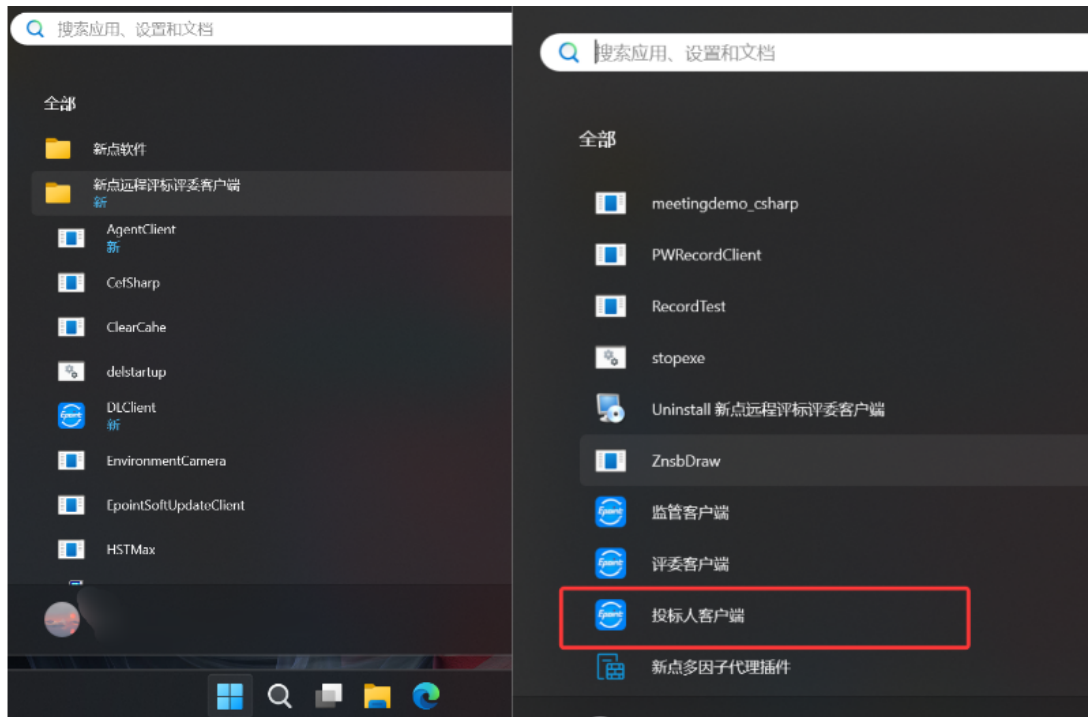 搜索应用、设置和文档
全部
新点软件
新点远程评标评委客户端
新
AgentClient
新
CefSharp
ClearCahe
delstartup
DLClient
新
EnvironmentCamera
EpointSoftUpdateClient
HSTMax
搜索应用、设置和文档
全部
meetingdemo_csharp
PWRecordClient
RecordTest
stopexe
Uninstall 新点远程评标评委客户端
ZnsbDraw
监管客户端
评委客户端
投标人客户端
新点多因子代理插件